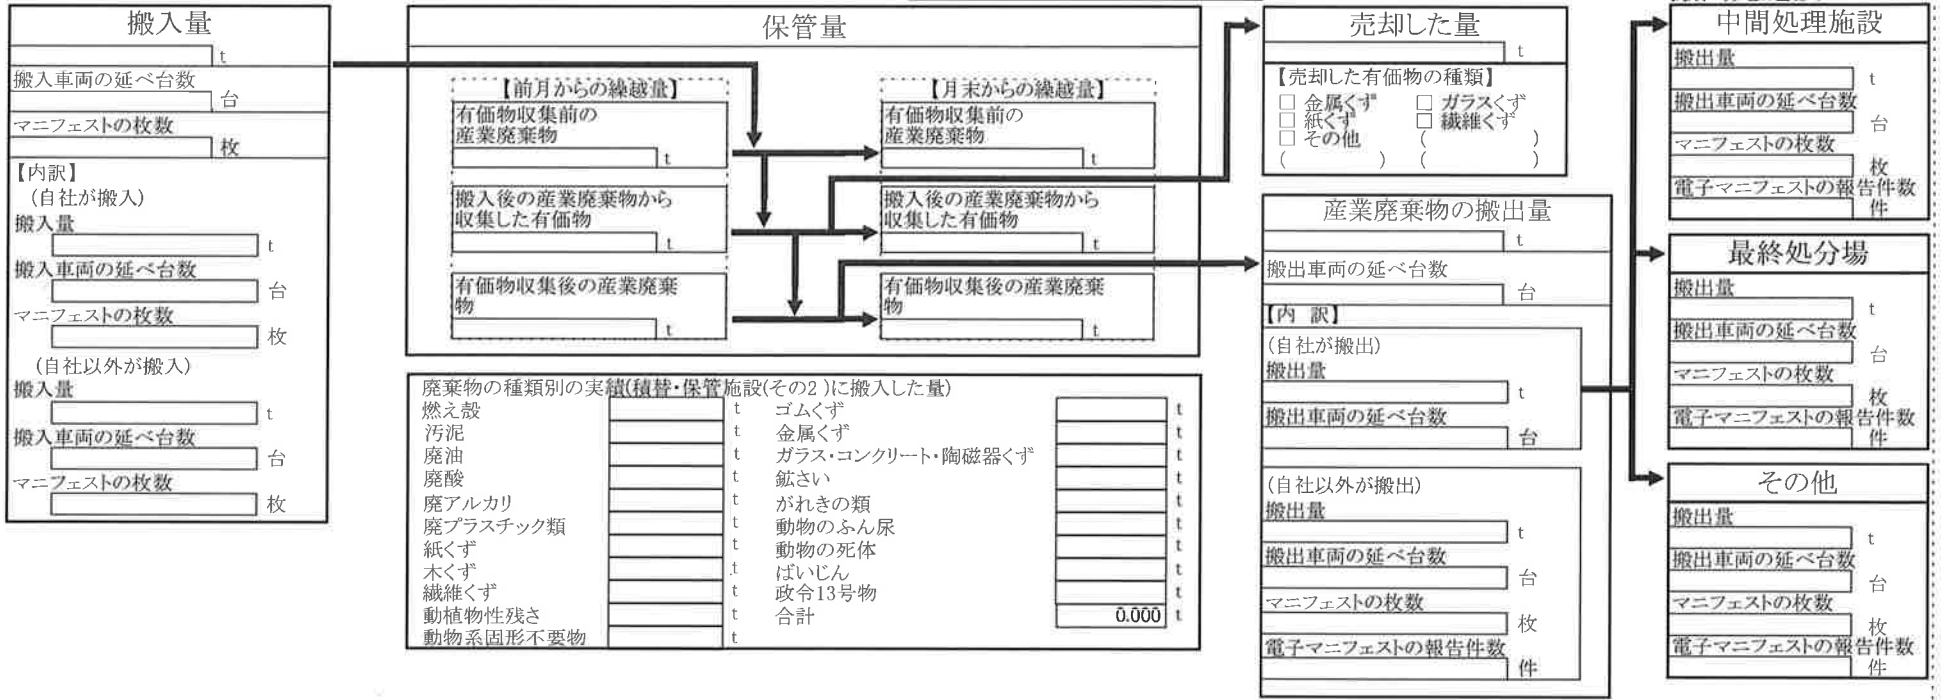 搬入量
t
搬入車両の延べ台数
台
マニフェストの枚数
枚
【内訳】
(自社が搬入)
搬入量
t
搬入車両の延べ台数
台
マニフェストの枚数
枚
(自社以外が搬入)
搬入量
t
搬入車両の延べ台数
台
マニフェストの枚数
枚
保管量
【前月からの繰越量】
有価物収集前の
産業廃棄物
t
搬入後の産業廃棄物から
収集した有価物
t
有価物収集後の産業廃棄
物
t
【月末からの繰越量】
有価物収集前の
産業廃棄物
t
搬入後の産業廃棄物から
収集した有価物
t
有価物収集後の産業廃棄
物
t
廃棄物の種類別の実績(積替・保管施設(その2)に搬入した量)
燃え殻 t ゴムくず t
汚泥 t 金属くず t
廃油 t ガラス・コンクリート・陶磁器くず t
廃酸 t 鉱さい t
廃アルカリ t がれきの類 t
廃プラスチック類 t 動物のふん尿 t
紙くず t 動物の死体 t
木くず t ばいじん t
繊維くず t 政令13号物 t
動植物性残さ t 合計 0.000 t
動物系固形不要物 t
売却した量
t
【売却した有価物の種類】
□ 金属くず □ ガラスくず
□ 紙くず □ 繊維くず
□ その他 ( )
( ) ( )
産業廃棄物の搬出量
t
搬出車両の延べ台数
台
【内 訳】
(自社が搬出)
搬出量
t
搬出車両の延べ台数
台
(自社以外が搬出)
搬出量
t
搬出車両の延べ台数
台
マニフェストの枚数
枚
電子マニフェストの報告件数
件
中間処理施設
搬出量
t
搬出車両の延べ台数
台
マニフェストの枚数
枚
電子マニフェストの報告件数
件
最終処分場
搬出量
t
搬出車両の延べ台数
台
マニフェストの枚数
枚
電子マニフェストの報告件数
件
その他
搬出量
t
搬出車両の延べ台数
台
マニフェストの枚数
枚
電子マニフェストの報告件数
件